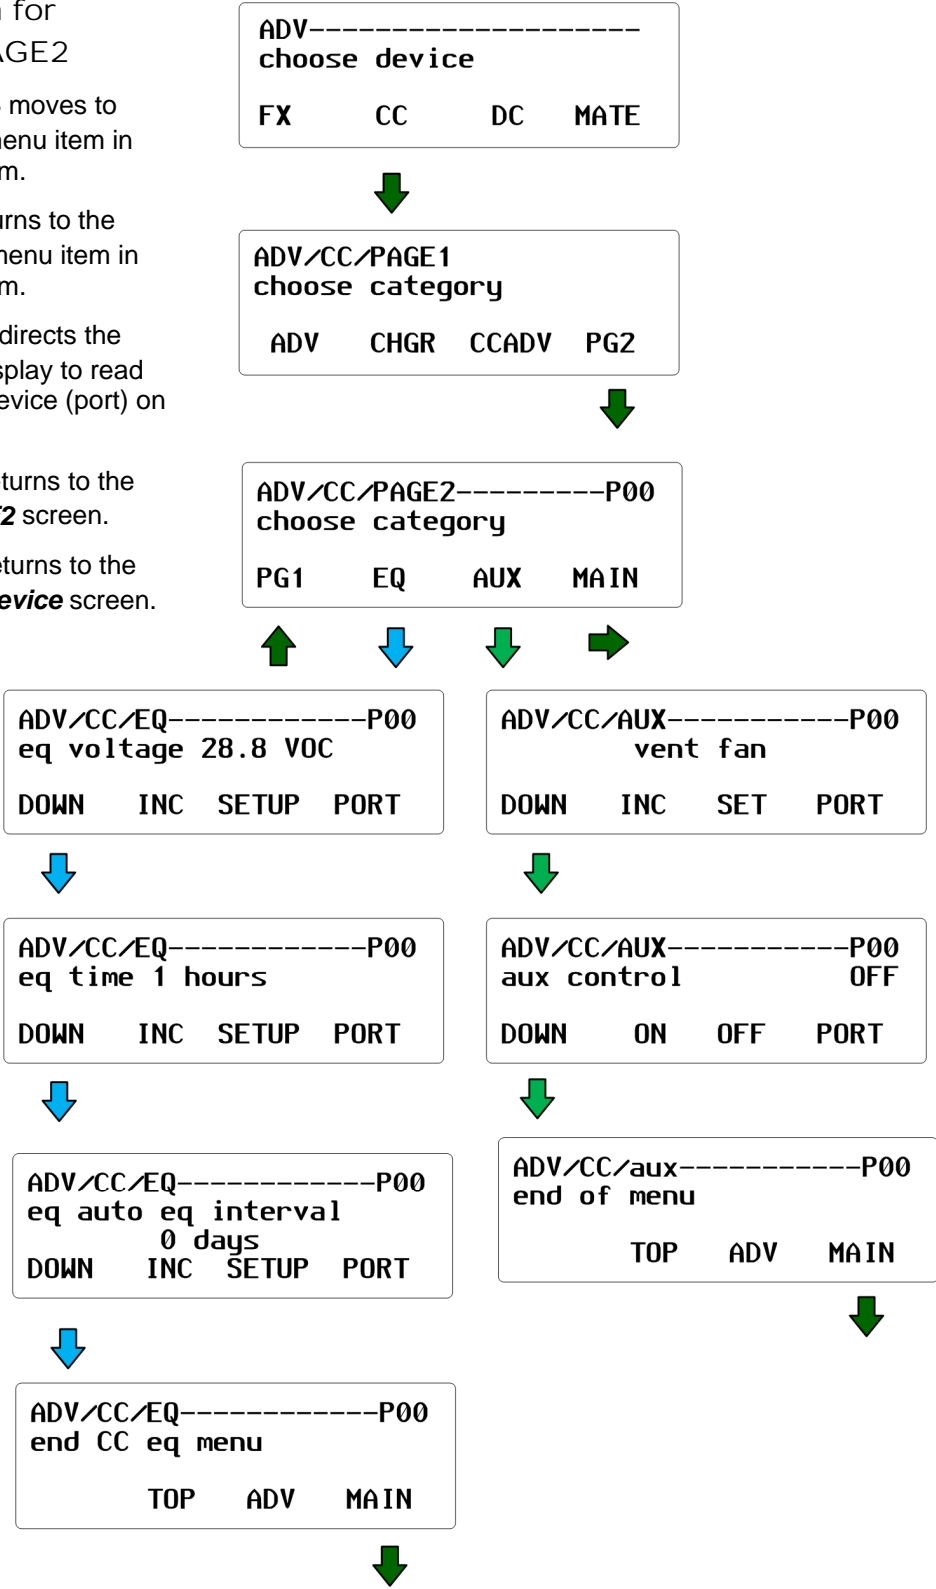 for
AGE2
moves to
enu item in
m.
urns to the
enu item in
m.
directs the
splay to read
evice (port) on
eturns to the
2 screen.
eturns to the
evice screen.
ADV--------------------
choose device
FX CC DC MATE
ADV/CC/PAGE1
choose category
ADV CHGR CCADV PG2
ADV/CC/PAGE2---------P00
choose category
PG1 EQ AUX MAIN
ADV/CC/EQ------------P00
eq voltage 28.8 VOC
DOWN INC SETUP PORT
ADV/CC/EQ------------P00
eq time 1 hours
DOWN INC SETUP PORT
ADV/CC/EQ------------P00
eq auto eq interval
0 days
DOWN INC SETUP PORT
ADV/CC/EQ------------P00
end CC eq menu
TOP ADV MAIN
ADV/CC/AUX-----------P00
vent fan
DOWN INC SET PORT
ADV/CC/AUX-----------P00
aux control OFF
DOWN ON OFF PORT
ADV/CC/aux-----------P00
end of menu
TOP ADV MAIN